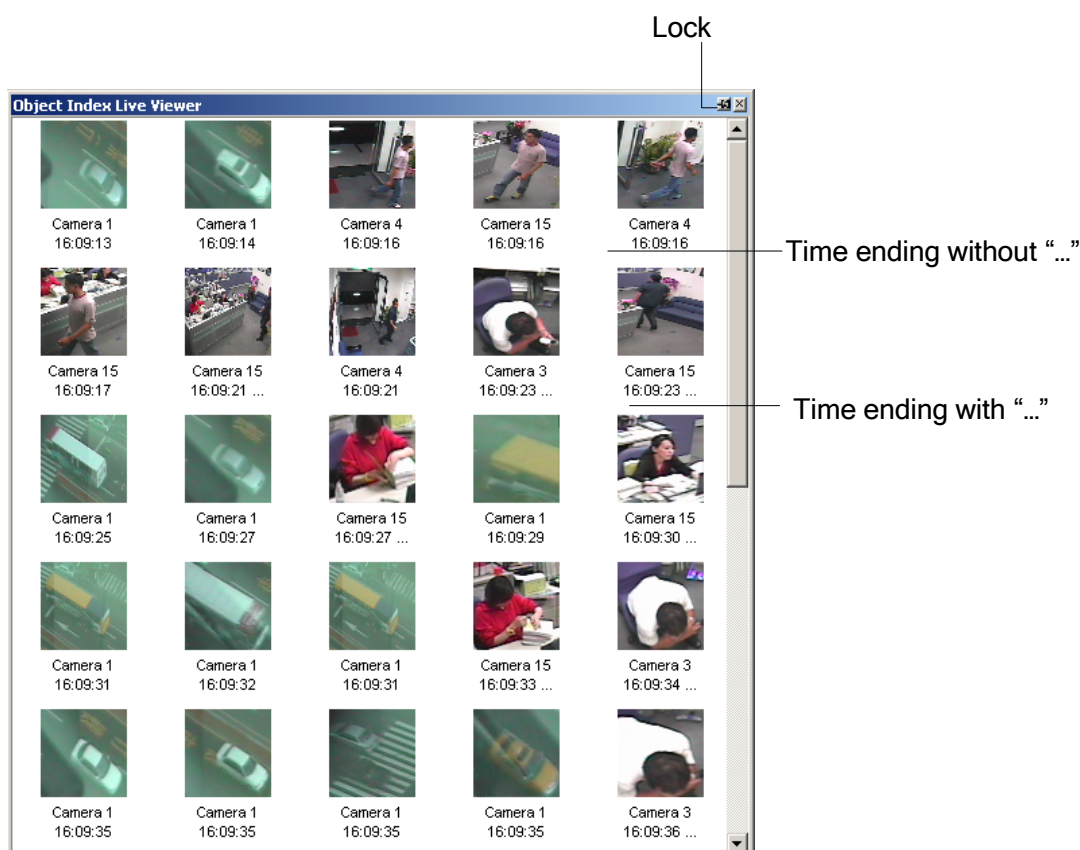 Lock
Object Index Live Viewer
Camera 1
16:09:13
Camera 1
16:09:14
Camera 4
16:09:16
Camera 15
16:09:16
Camera 4
16:09:16
Time ending without “...”
Camera 15
16:09:17
Camera 15
16:09:21 ...
Camera 4
16:09:21
Camera 3
16:09:23 ...
Camera 15
16:09:23 ...
Time ending with “...”
Camera 1
16:09:25
Camera 1
16:09:27
Camera 15
16:09:27 ...
Camera 1
16:09:29
Camera 15
16:09:30 ...
Camera 1
16:09:31
Camera 1
16:09:32
Camera 1
16:09:31
Camera 15
16:09:33 ...
Camera 3
16:09:34 ...
Camera 1
16:09:35
Camera 1
16:09:35
Camera 1
16:09:35
Camera 1
16:09:35
Camera 3
16:09:36 ...